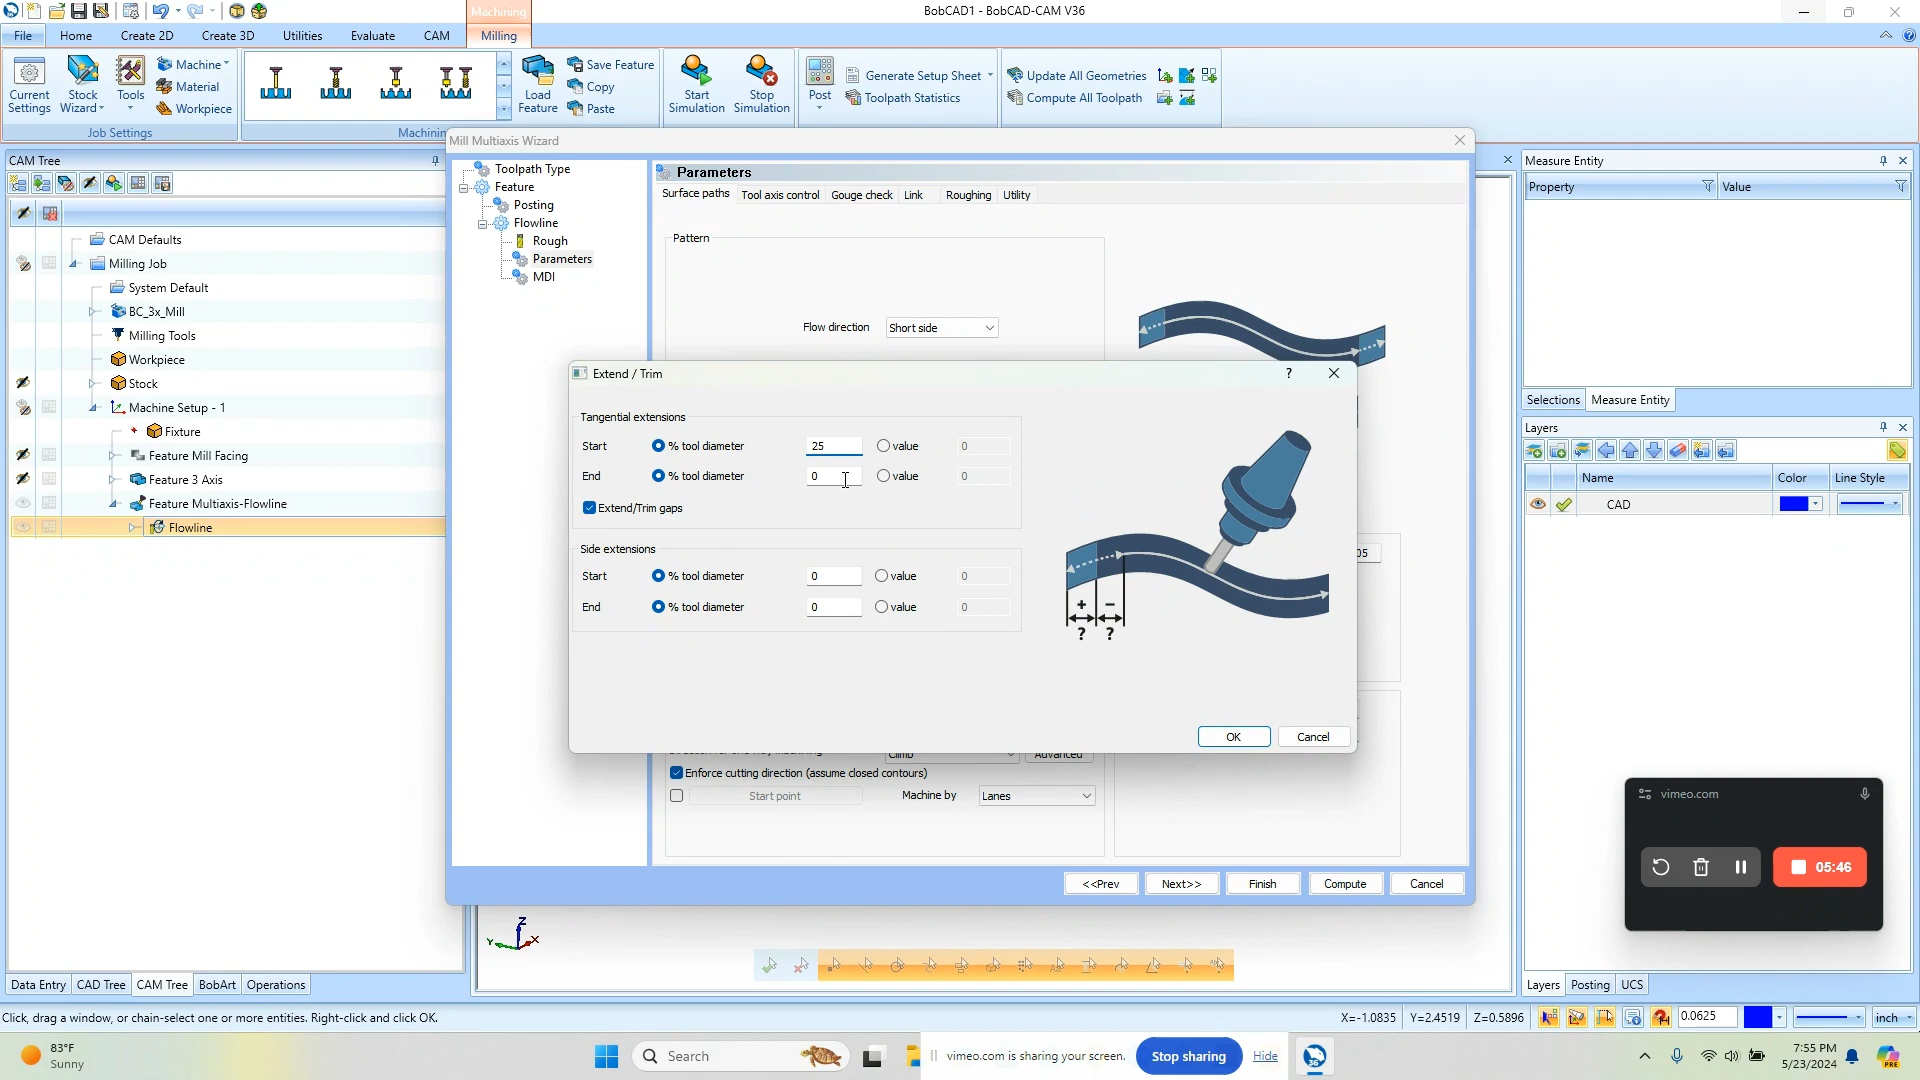 BobCAD1 - BobCAD-CAM V36
Machining
File Home Create 2D Create 3D Utilities Evaluate CAM Milling
Current Settings
Stock Wizard
Tools
Machine
Material
Workpiece
Job Settings
Load Feature
Save Feature
Copy
Paste
Start Simulation
Stop Simulation
Post
Generate Setup Sheet
Toolpath Statistics
Update All Geometries
Compute All Toolpath
CAM Tree
CAM Defaults
Milling Job
System Default
BC_3x_Mill
Milling Tools
Workpiece
Stock
Machine Setup - 1
Fixture
Feature Mill Facing
Feature 3 Axis
Feature Multiaxis-Flowline
Flowline
Data Entry CAD Tree CAM Tree BobArt Operations
Mill Multiaxis Wizard
Toolpath Type
Feature
Posting
Flowline
Rough
Parameters
MDI
Parameters
Surface paths Tool axis control Gouge check Link Roughing Utility
Pattern
Flow direction Short side
Extend / Trim
?
Tangential extensions
Start % tool diameter 25 value 0
End % tool diameter 0 value 0
Extend/Trim gaps
Side extensions
Start % tool diameter 0 value 0
End % tool diameter 0 value 0
+ -
? ?
OK Cancel
05
Enforce cutting direction (assume closed contours)
Start point Machine by Lanes
<<Prev Next>> Finish Compute Cancel
Z
Y X
Measure Entity
Property Value
Selections Measure Entity
Layers
Name Color Line Style
CAD
vimeo.com
05:46
Layers Posting UCS
Click, drag a window, or chain-select one or more entities. Right-click and click OK.
X=-1.0835 Y=2.4519 Z=0.5896 0.0625 inch
83°F
Sunny
Search
vimeo.com is sharing your screen. Stop sharing Hide
7:55 PM
5/23/2024